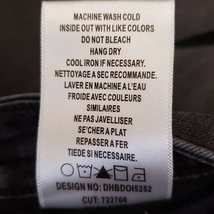 MACHINE WASH COLD
INSIDE OUT WITH LIKE COLORS
DO NOT BLEACH
HANG DRY
COOL IRON IF NECESSARY.
NETTOYAGE A SEC RECOMMANDE.
LAVER EN MACHINE A L'EAU
FROIDE AVEC COULEURS
SIMILAIRES
NE PAS JAVELLISER
SE'CHER A PLAT
REPASSER TIEDE SI
NECESSAIRE
DESIGN NO: DHBDOI5252
CUT: 722709